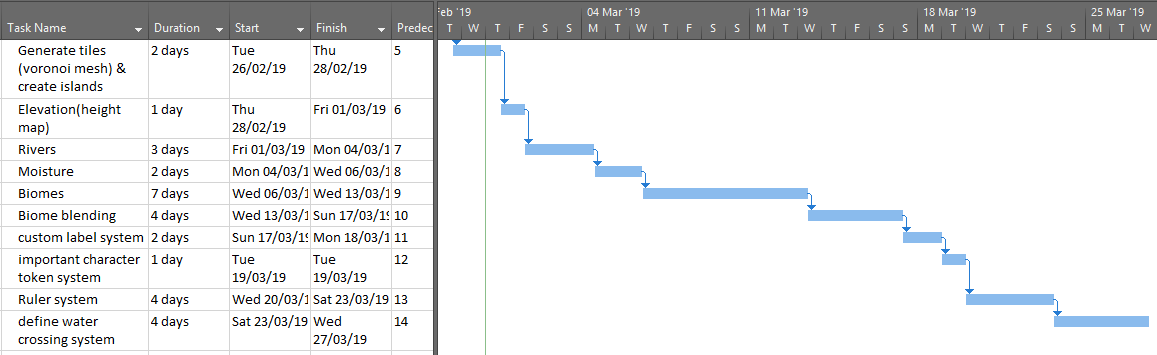 Feb '19 04 Mar '19 11 Mar '19 18 Mar '19 25 Mar '19
Task Name Duration Start Finish Predec
T W T F S S M T W T F S S M T W T F S S M T W T F S S M T W
Generate tiles (voronoi mesh) & create islands 2 days Tue 26/02/19 Thu 28/02/19 5
Elevation(height map) 1 day Thu 28/02/19 Fri 01/03/19 6
Rivers 3 days Fri 01/03/19 Mon 04/03/1 7
Moisture 2 days Mon 04/03/1 Wed 06/03/1 8
Biomes 7 days Wed 06/03/1 Wed 13/03/1 9
Biome blending 4 days Wed 13/03/1 Sun 17/03/19 10
custom label system 2 days Sun 17/03/19 Mon 18/03/1 11
important character token system 1 day Tue 19/03/19 Tue 19/03/19 12
Ruler system 4 days Wed 20/03/1 Sat 23/03/19 13
define water crossing system 4 days Sat 23/03/19 Wed 27/03/19 14